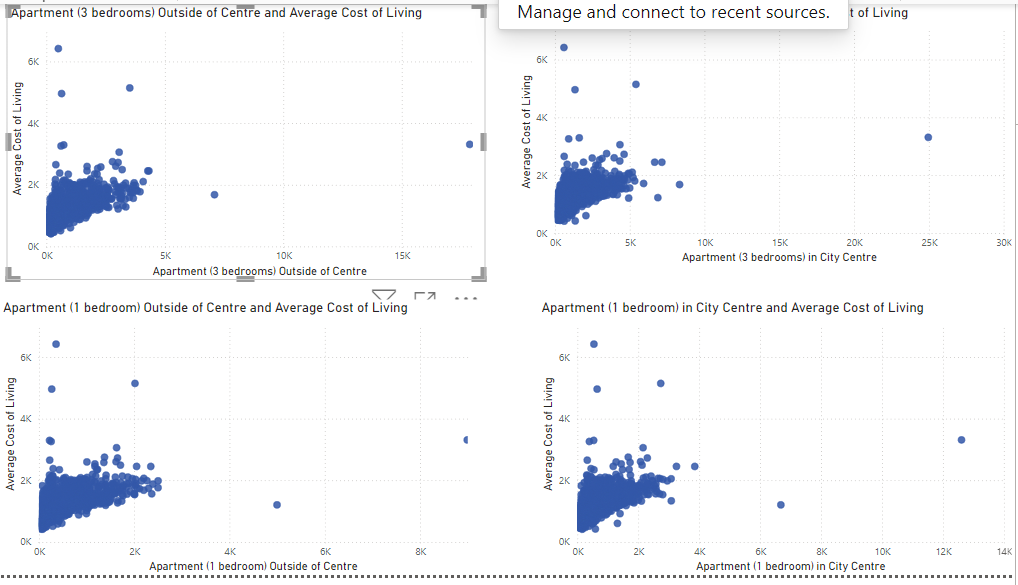 Apartment (3 bedrooms) Outside of Centre and Average Cost of Living
6K
4K
2K
0K
Average Cost of Living
0K 5K 10K 15K
Apartment (3 bedrooms) Outside of Centre
Manage and connect to recent sources.
t of Living
6K
4K
2K
0K
Average Cost of Living
0K 5K 10K 15K 20K 25K 30K
Apartment (3 bedrooms) in City Centre
Apartment (1 bedroom) Outside of Centre and Average Cost of Living
6K
4K
2K
0K
Average Cost of Living
0K 2K 4K 6K 8K
Apartment (1 bedroom) Outside of Centre
Apartment (1 bedroom) in City Centre and Average Cost of Living
6K
4K
2K
0K
Average Cost of Living
0K 2K 4K 6K 8K 10K 12K 14K
Apartment (1 bedroom) in City Centre